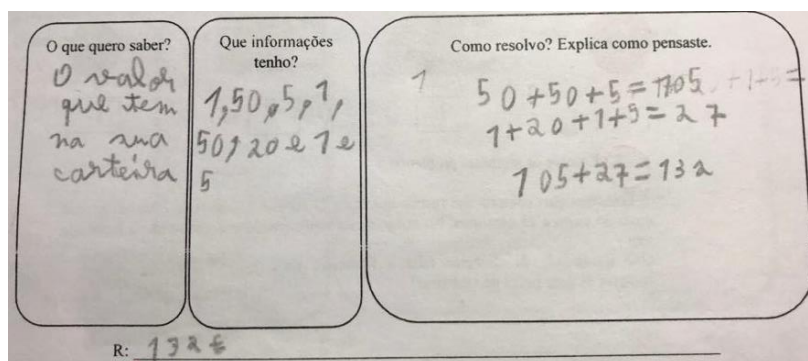 O que quero saber?
O valor
que tem
na sua
carteira
Que informações
tenho?
1,50,5,1,
50,20 e 1 e
5
Como resolvo? Explica como pensaste.
1 50+50+5=105 +1+5=
1+20+1+5=27
105+27=132
R: 132€